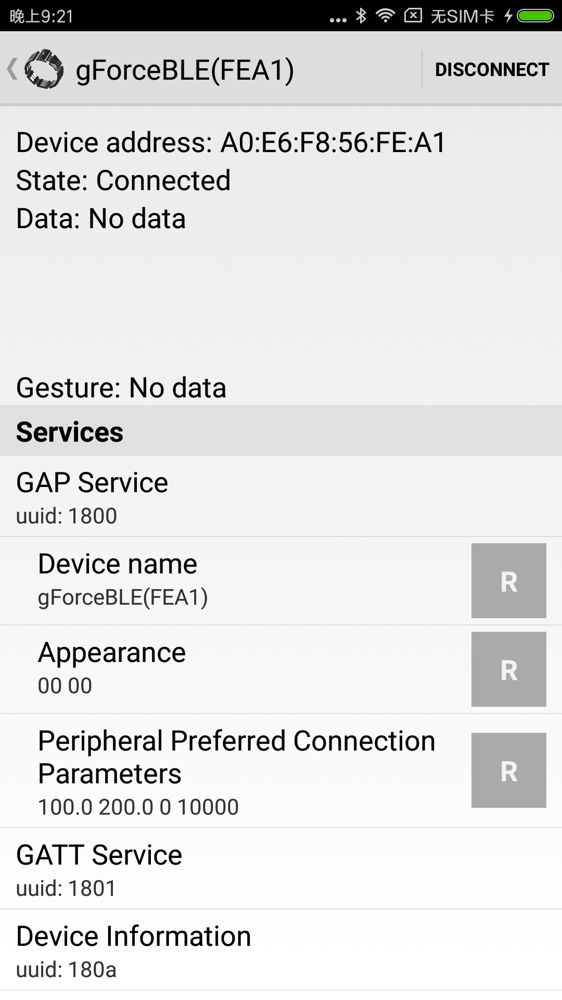 晚上9:21
... 无SIM卡
gForceBLE(FEA1)
DISCONNECT
Device address: A0:E6:F8:56:FE:A1
State: Connected
Data: No data
Gesture: No data
Services
GAP Service
uuid: 1800
Device name
gForceBLE(FEA1)
R
Appearance
00 00
R
Peripheral Preferred Connection
Parameters
100.0 200.0 0 10000
R
GATT Service
uuid: 1801
Device Information
uuid: 180a